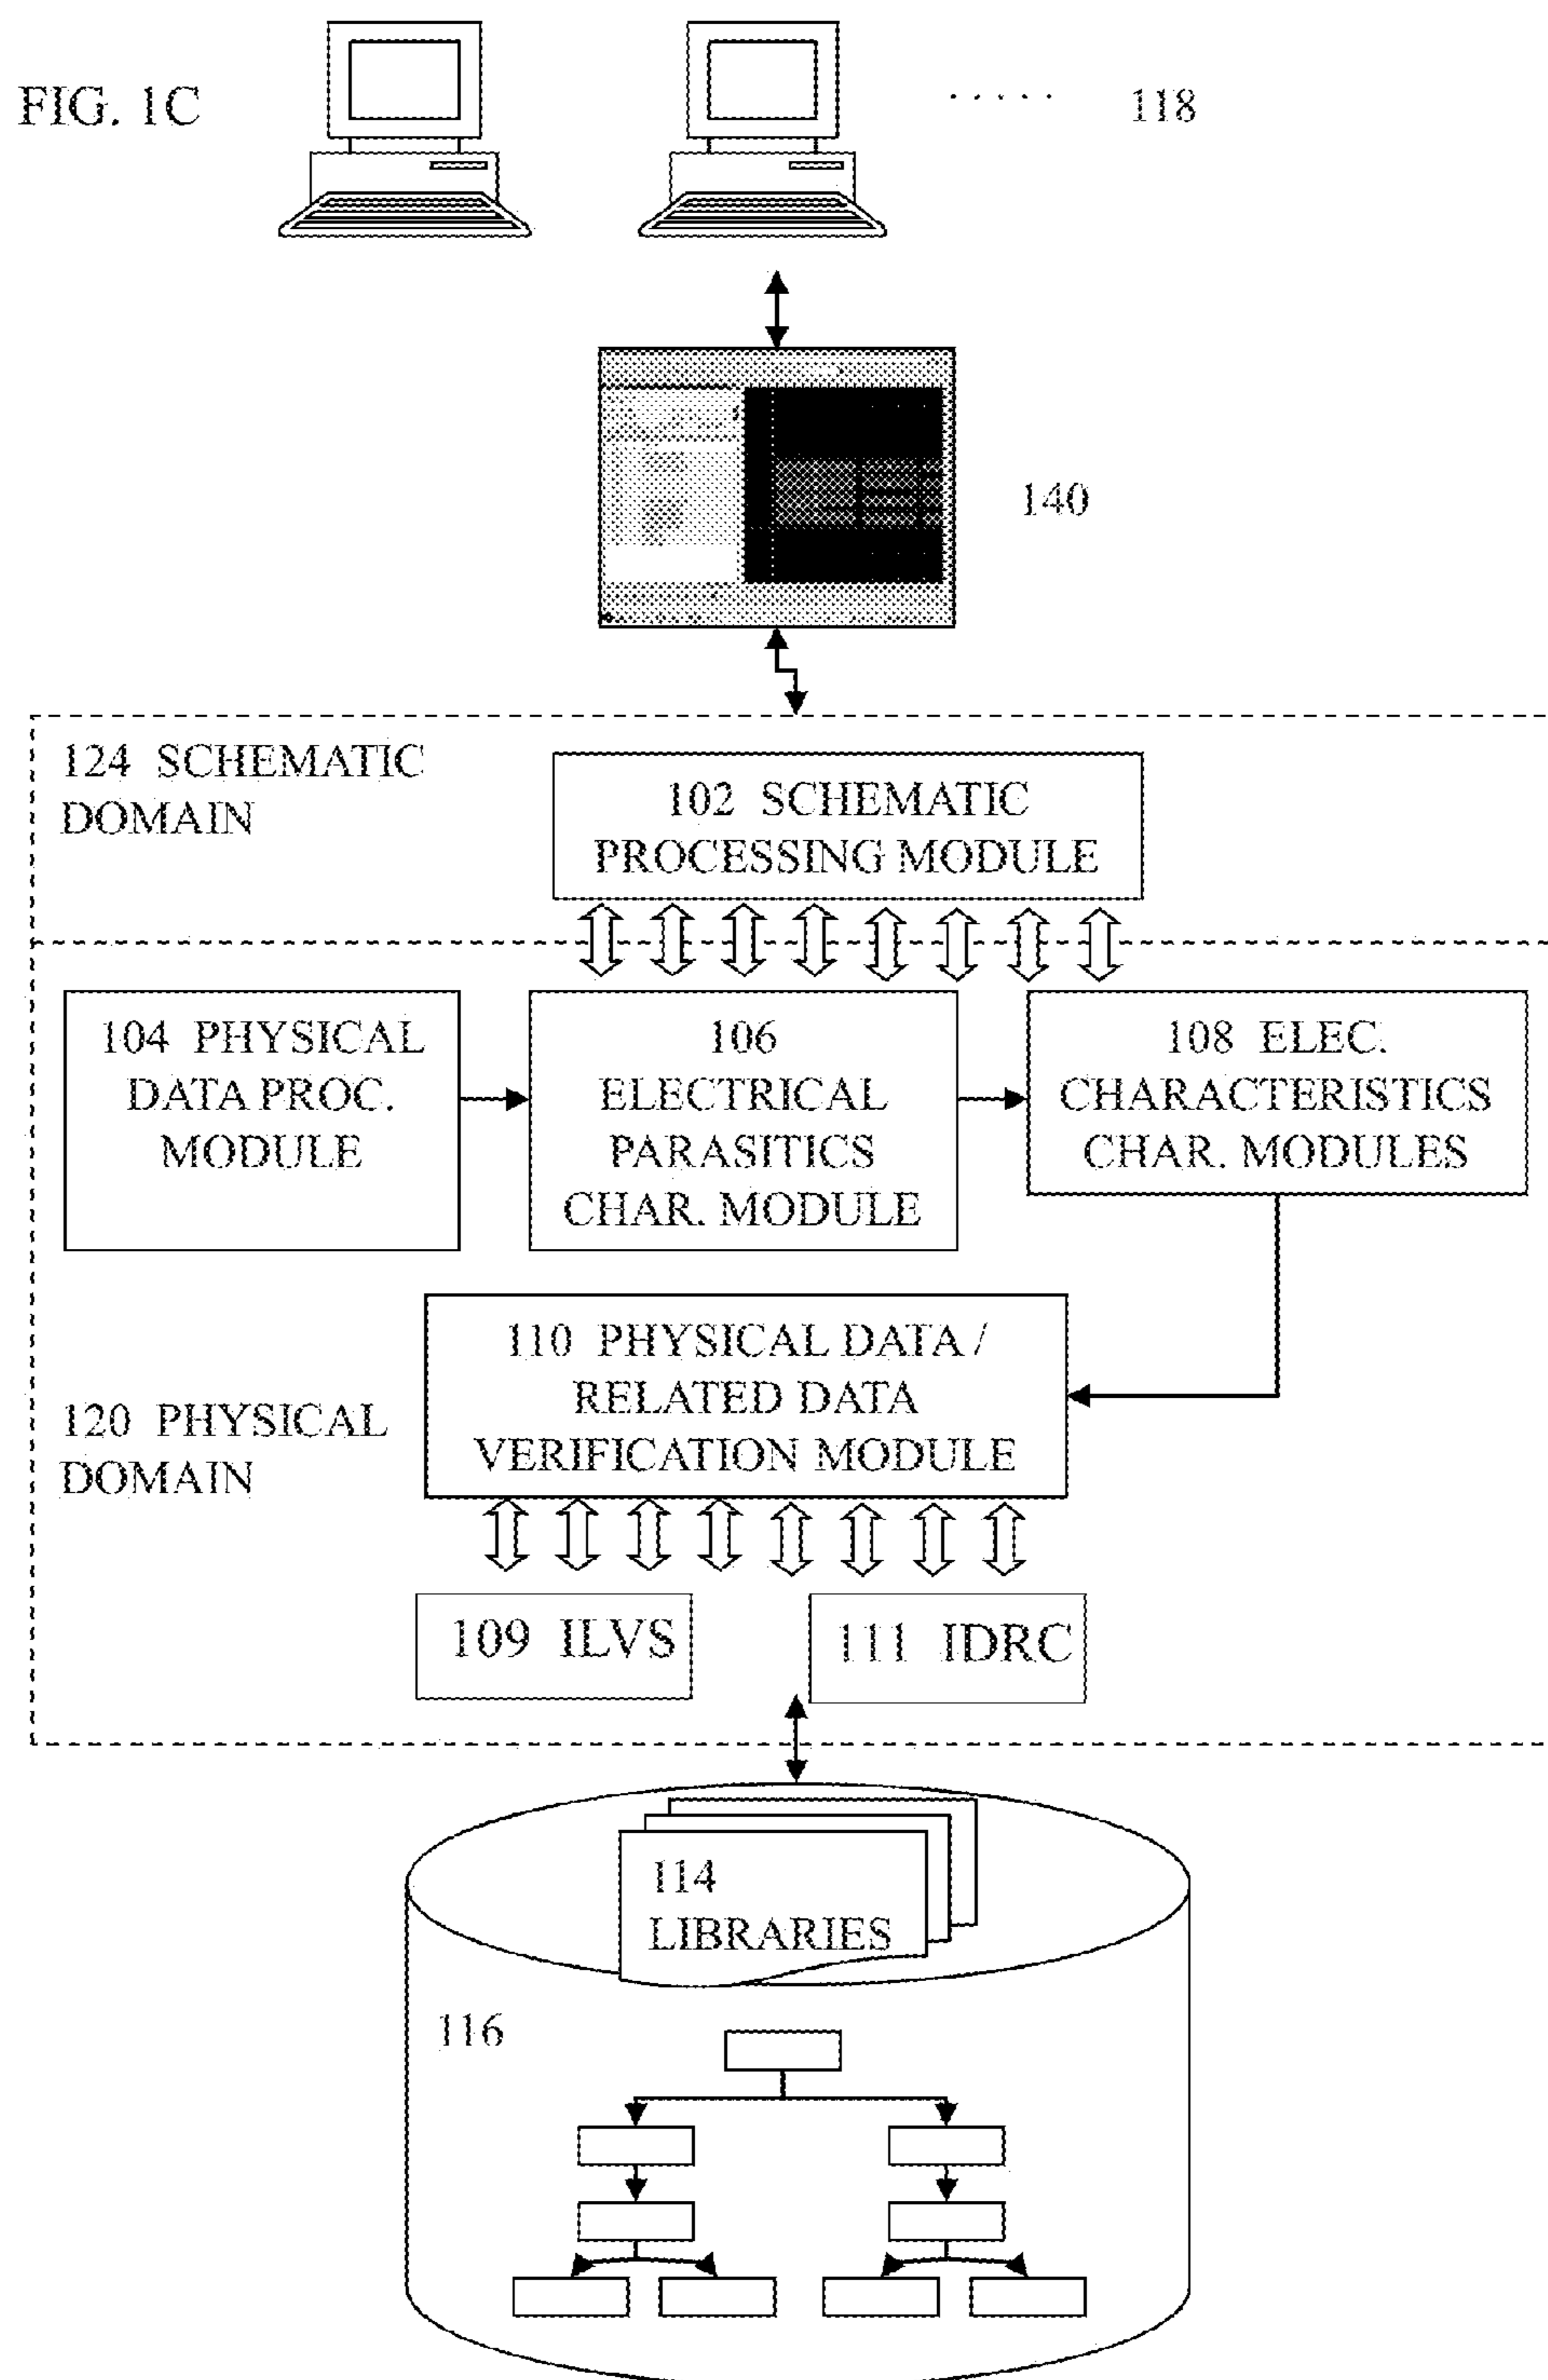 FIG. 1C
118
140
124 SCHEMATIC
DOMAIN
102 SCHEMATIC
PROCESSING MODULE
104 PHYSICAL
DATA PROC.
MODULE
106
ELECTRICAL
PARASITICS
CHAR. MODULE
108 ELEC.
CHARACTERISTICS
CHAR. MODULES
110 PHYSICAL DATA /
RELATED DATA
VERIFICATION MODULE
120 PHYSICAL
DOMAIN
109 ILVS
111 IDRC
114
LIBRARIES
116